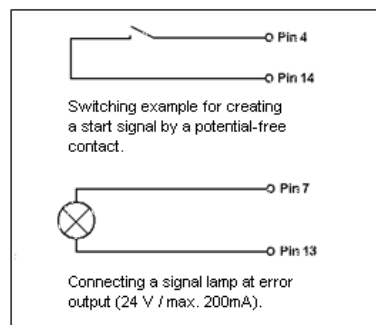 Pin 4
Pin 14
Switching example for creating
a start signal by a potential-free
contact.
Pin 7
Pin 13
Connecting a signal lamp at error
output (24 V / max. 200mA).